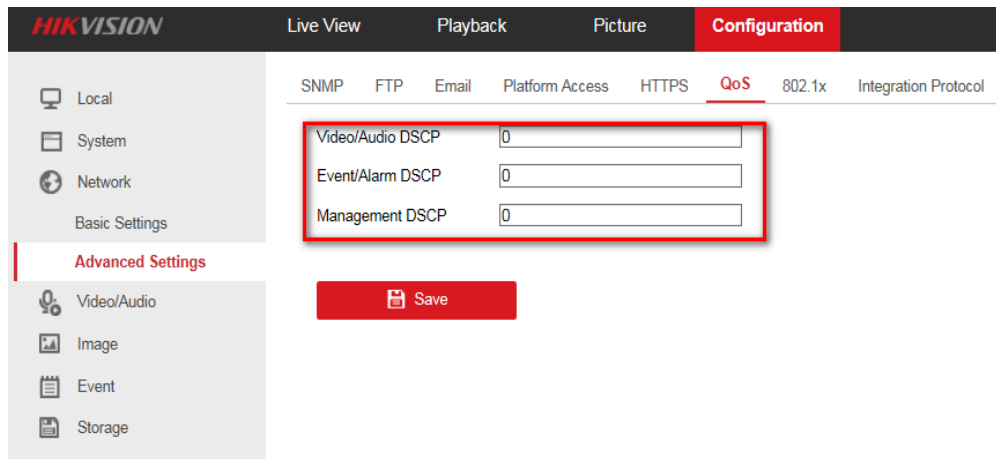 HIKVISION
Live View Playback Picture Configuration
SNMP FTP Email Platform Access HTTPS QoS 802.1x Integration Protocol
Local
System
Network
Basic Settings
Advanced Settings
Video/Audio
Image
Event
Storage
Video/Audio DSCP 0
Event/Alarm DSCP 0
Management DSCP 0
Save